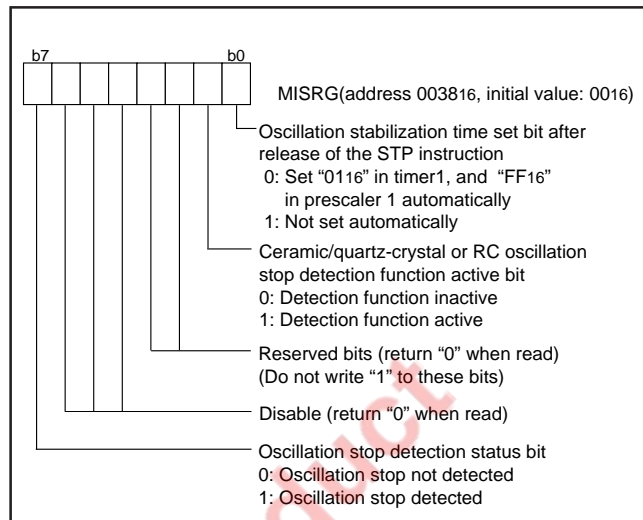 b7 b0
MISRG(address 003816, initial value: 0016)
Oscillation stabilization time set bit after
release of the STP instruction
0: Set “0116” in timer1, and “FF16”
in prescaler 1 automatically
1: Not set automatically
Ceramic/quartz-crystal or RC oscillation
stop detection function active bit
0: Detection function inactive
1: Detection function active
Reserved bits (return “0” when read)
(Do not write “1” to these bits)
Disable (return “0” when read)
Oscillation stop detection status bit
0: Oscillation stop not detected
1: Oscillation stop detected
duct